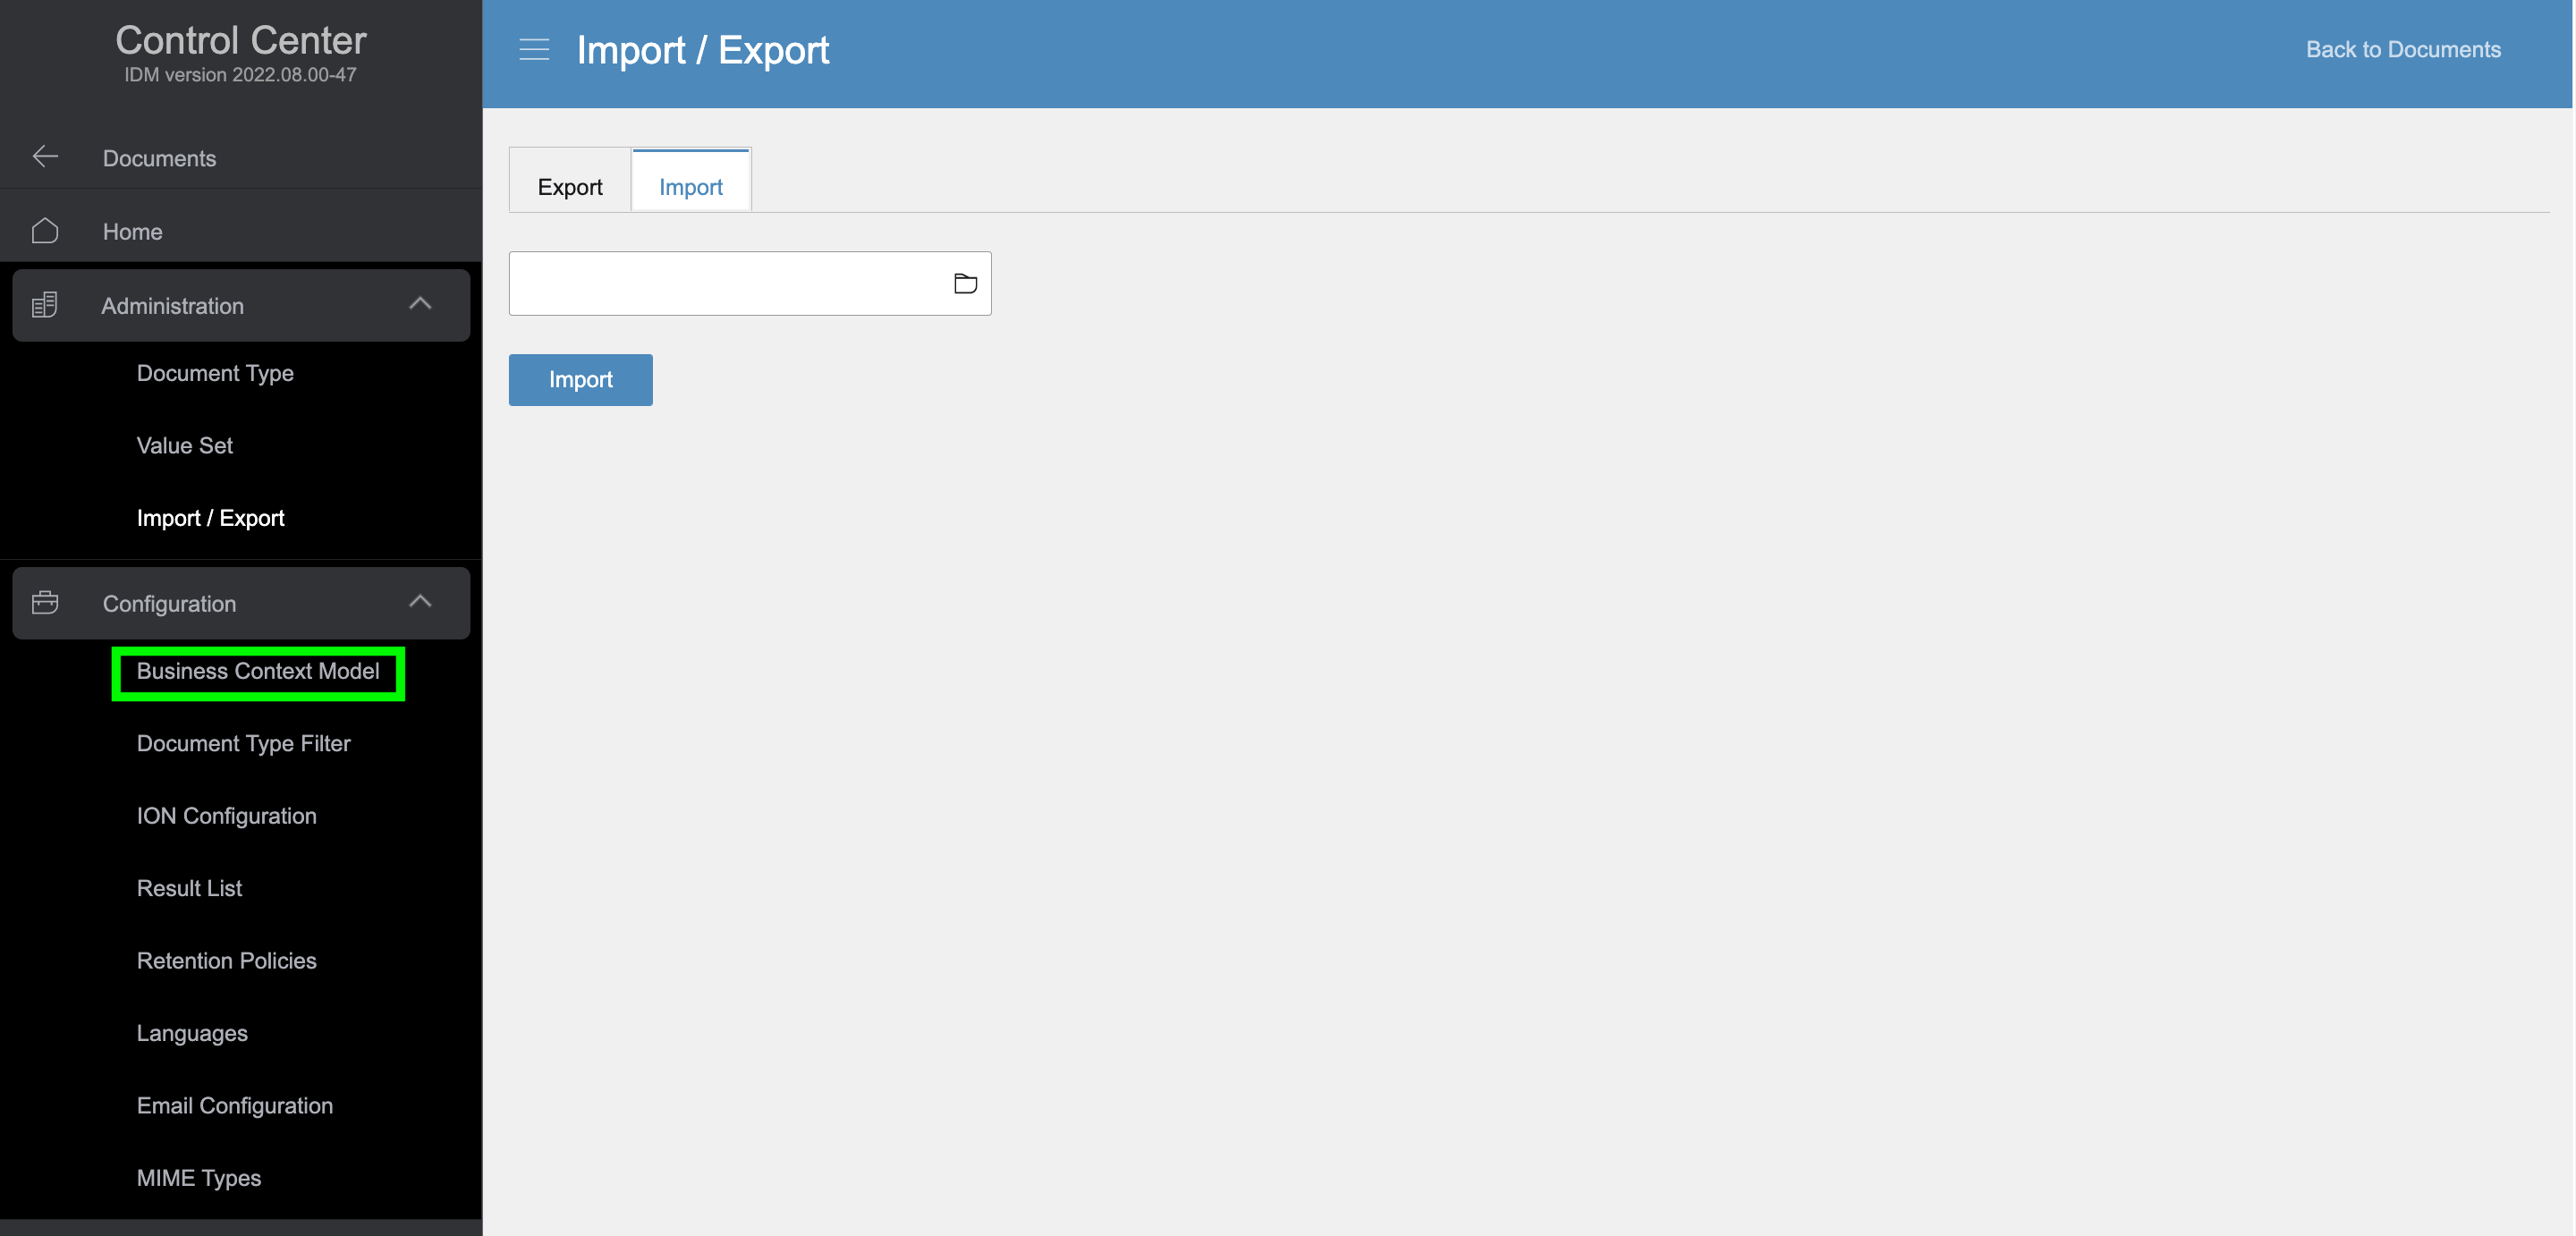 Control Center
IDM version 2022.08.00-47
Documents
Home
Administration
Document Type
Value Set
Import / Export
Configuration
Business Context Model
Document Type Filter
ION Configuration
Result List
Retention Policies
Languages
Email Configuration
MIME Types
Import / Export
Back to Documents
Export
Import
Import